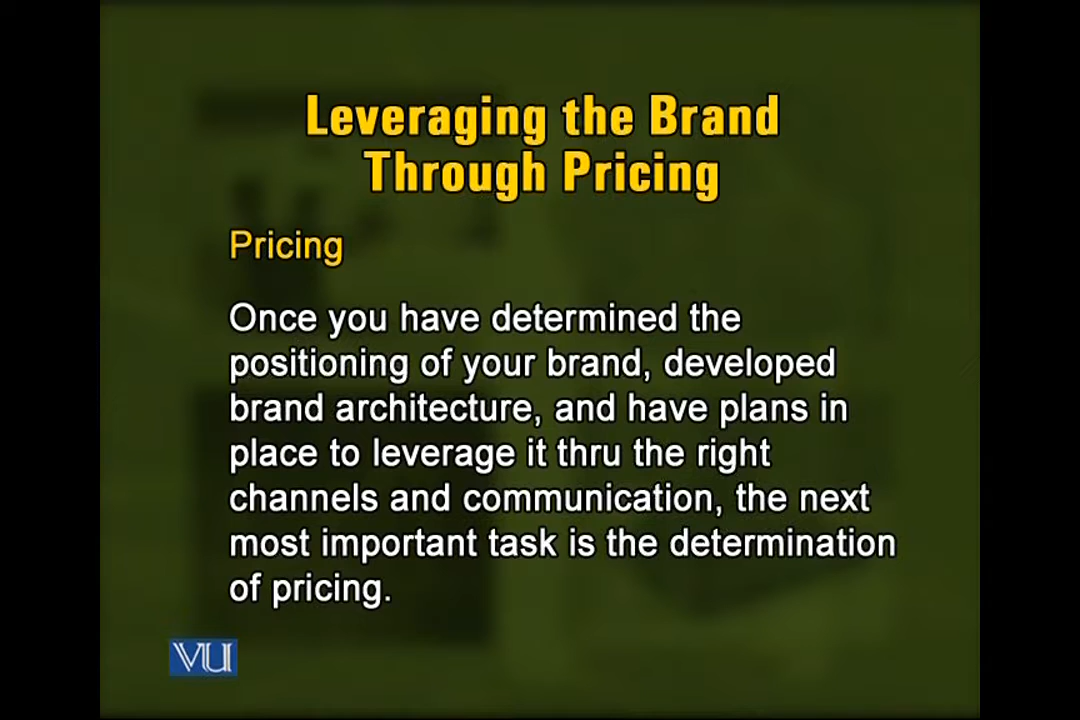 Leveraging the Brand
Through Pricing
Pricing
Once you have determined the
positioning of your brand, developed
brand architecture, and have plans in
place to leverage it thru the right
channels and communication, the next
most important task is the determination
of pricing.
VU